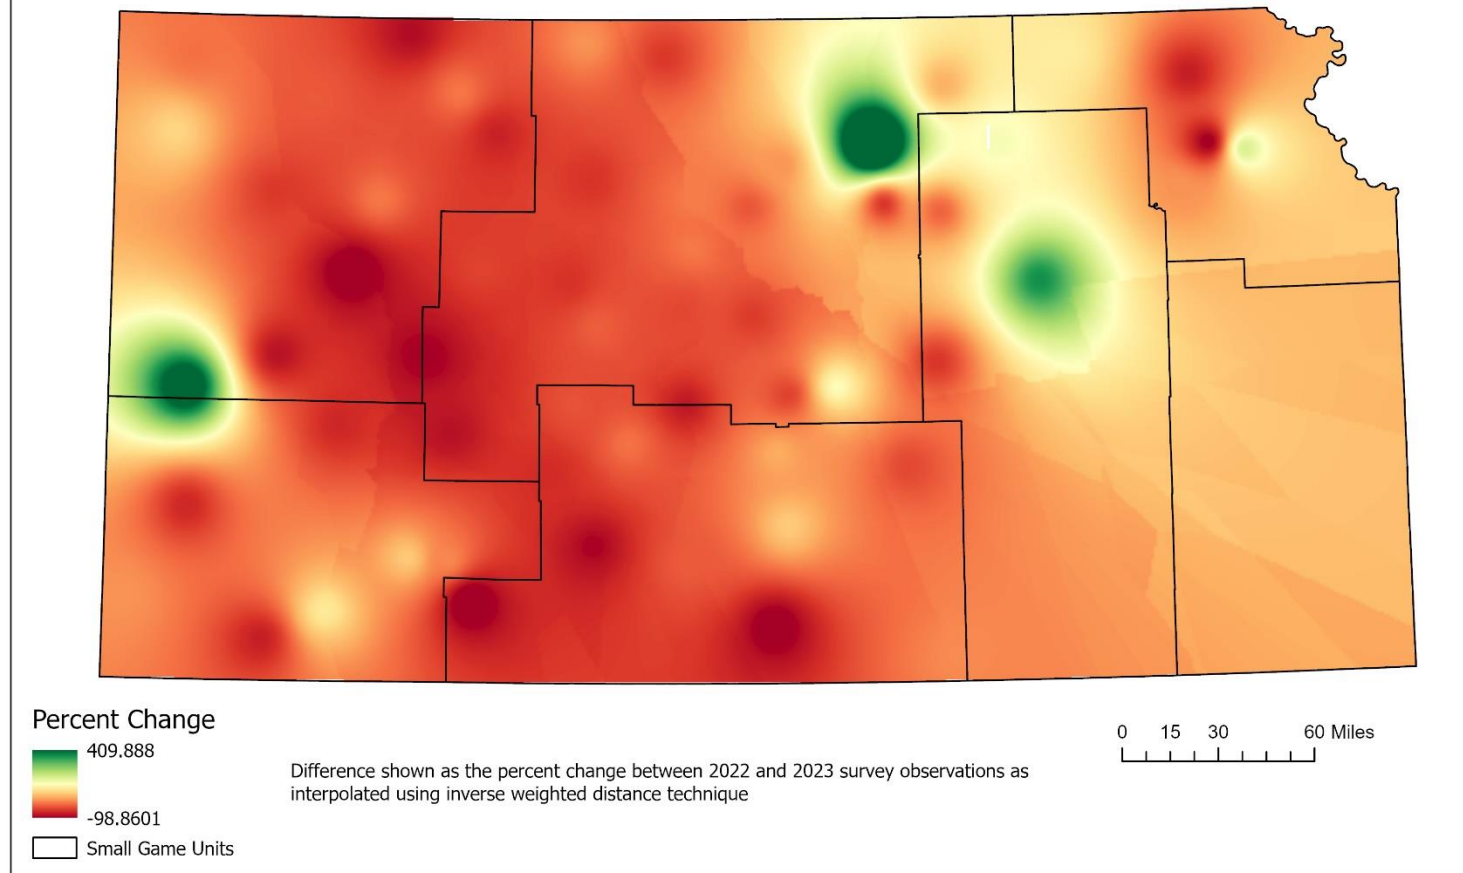 Percent Change
409.888
-98.8601
Small Game Units
Difference shown as the percent change between 2022 and 2023 survey observations as
interpolated using inverse weighted distance technique
0 15 30 60 Miles